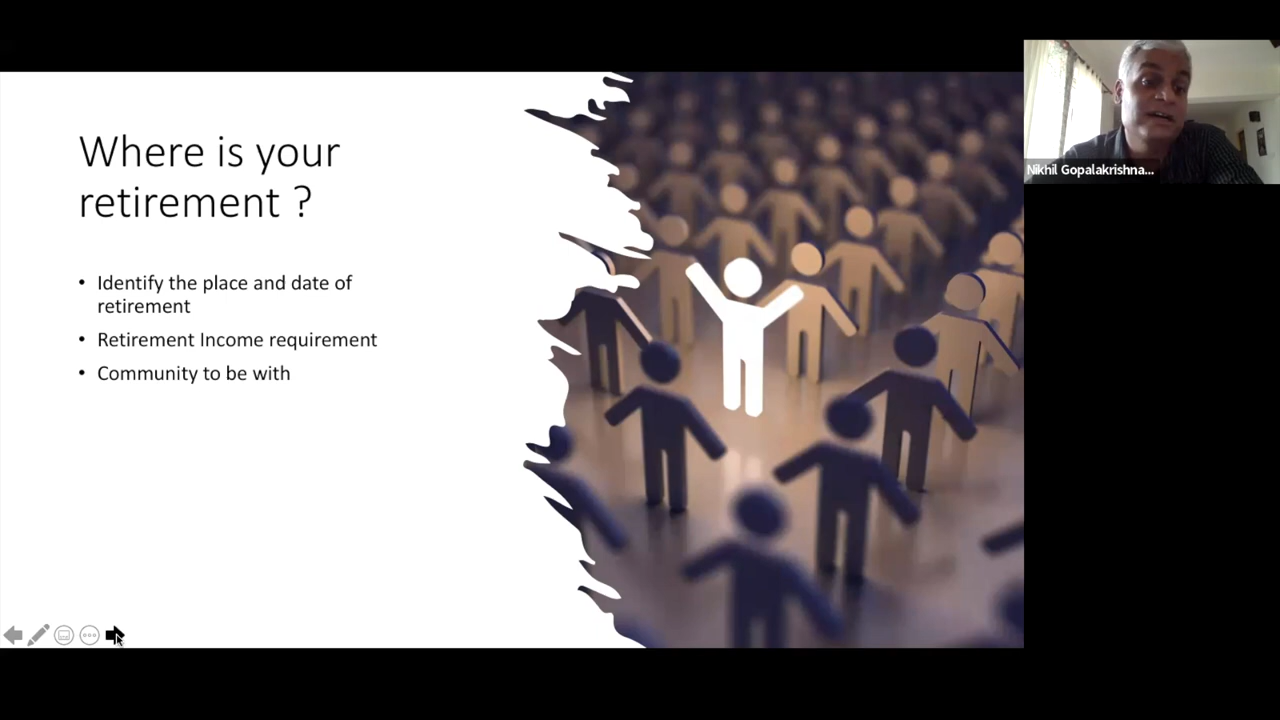 Where is your
retirement ?
• Identify the place and date of
retirement
• Retirement Income requirement
• Community to be with
Nikhil Gopalakrishna...